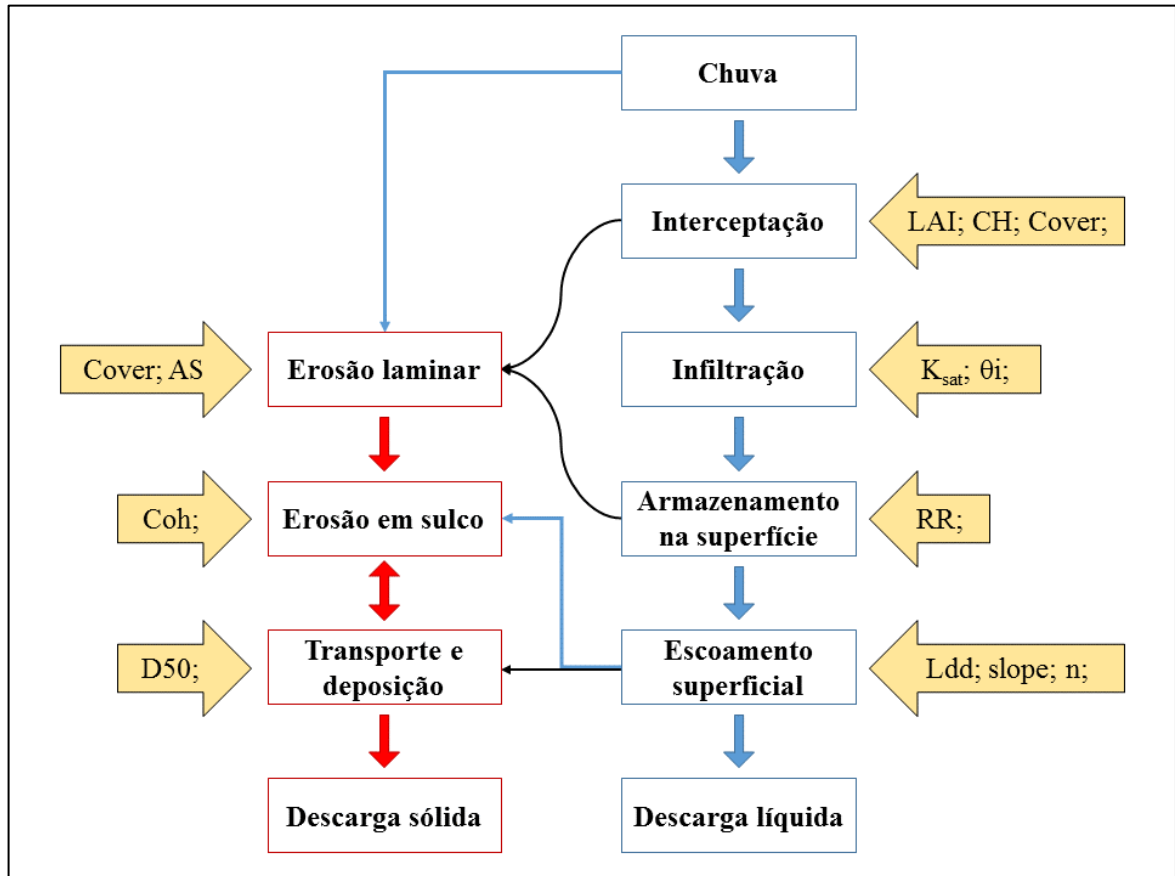 Chuva
Interceptação
LAI; CH; Cover;
Cover; AS
Erosão laminar
Infiltração
K_sat; θi;
Coh;
Erosão em sulco
Armazenamento
na superfície
RR;
D50;
Transporte e
deposição
Escoamento
superficial
Ldd; slope; n;
Descarga sólida
Descarga líquida